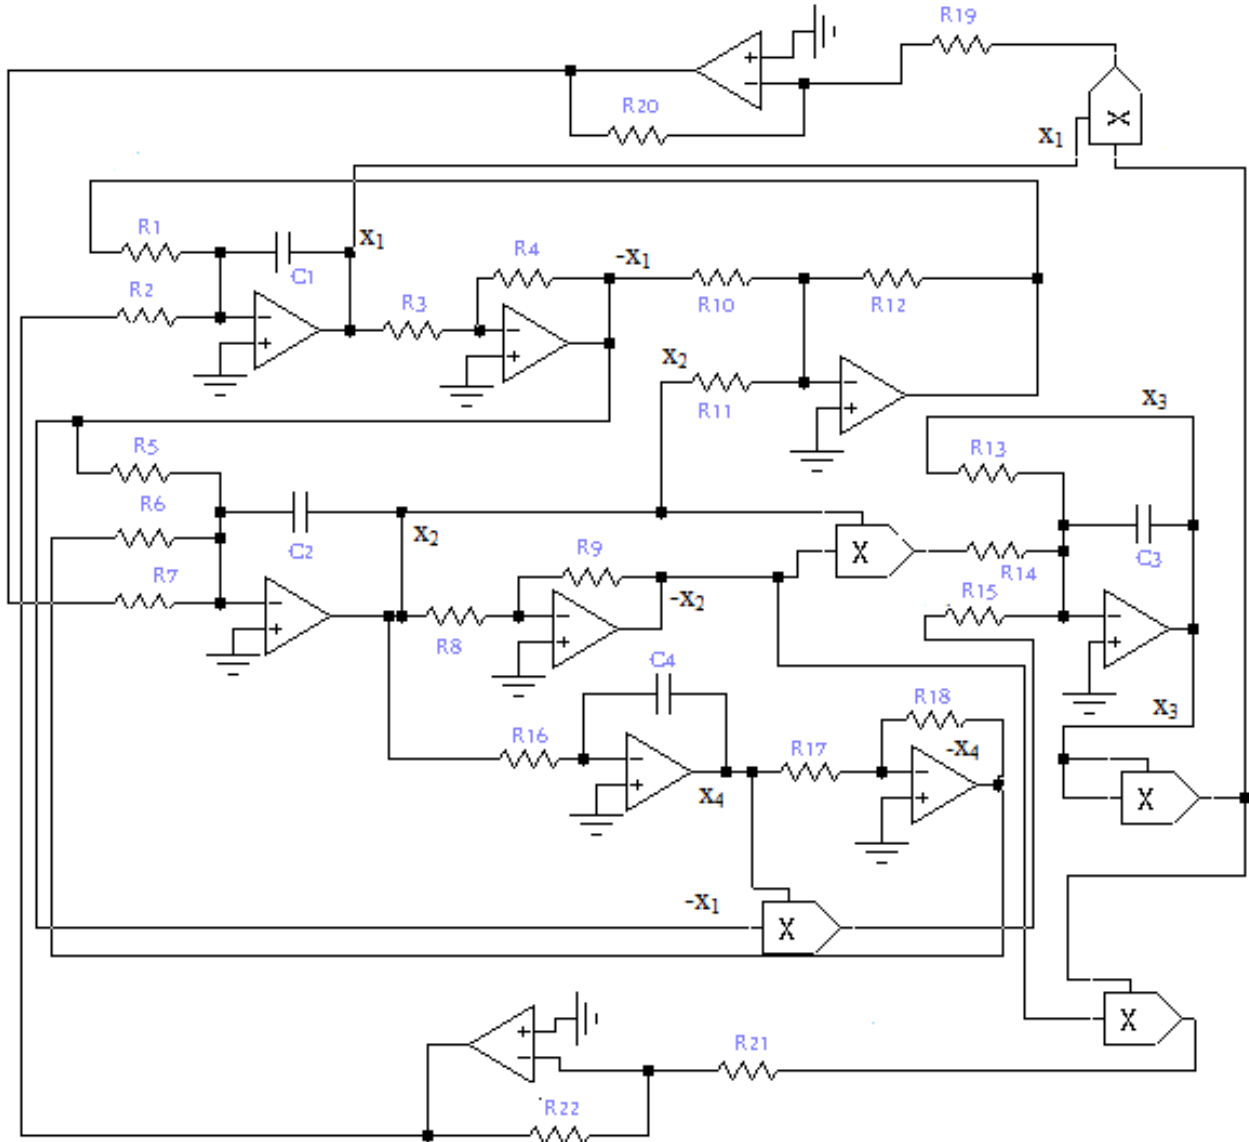 R19
+
−
R20
X
x1
R1
x1
R4
-x1
C1
R2
R10
R12
R3
−
+
−
+
x2
R11
−
+
x3
R5
R13
R6
x2
C2
R9
X
R14
C3
R7
-x2
R15
−
+
R8
−
+
−
+
C4
x3
R18
R16
R17
-x4
−
+
x4
−
+
X
-x1
X
+
−
R21
X
R22